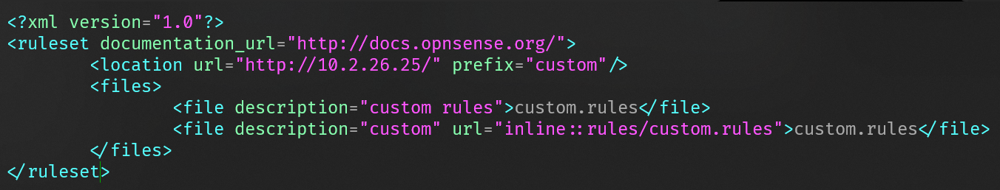 <?xml version="1.0"?>
<ruleset documentation_url="http://docs.opnsense.org/">
<location url="http://10.2.26.25/" prefix="custom"/>
<files>
<file description="custom rules">custom.rules</file>
<file description="custom" url="inline::rules/custom.rules">custom.rules</file>
</files>
</ruleset>